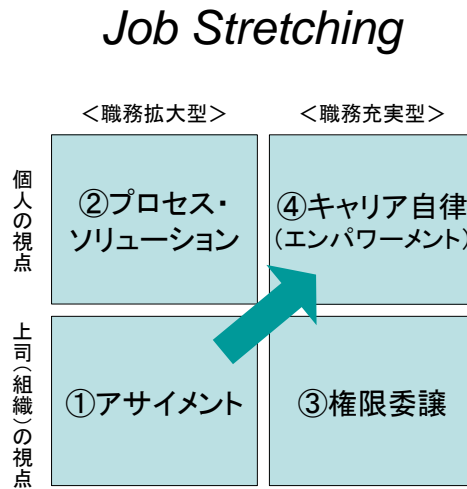 Job Stretching
＜職務拡大型＞
＜職務充実型＞
個人の視点
②プロセス・
ソリューション
④キャリア自律
（エンパワーメント）
上司（組織）の視点
①アサイメント
③権限委譲